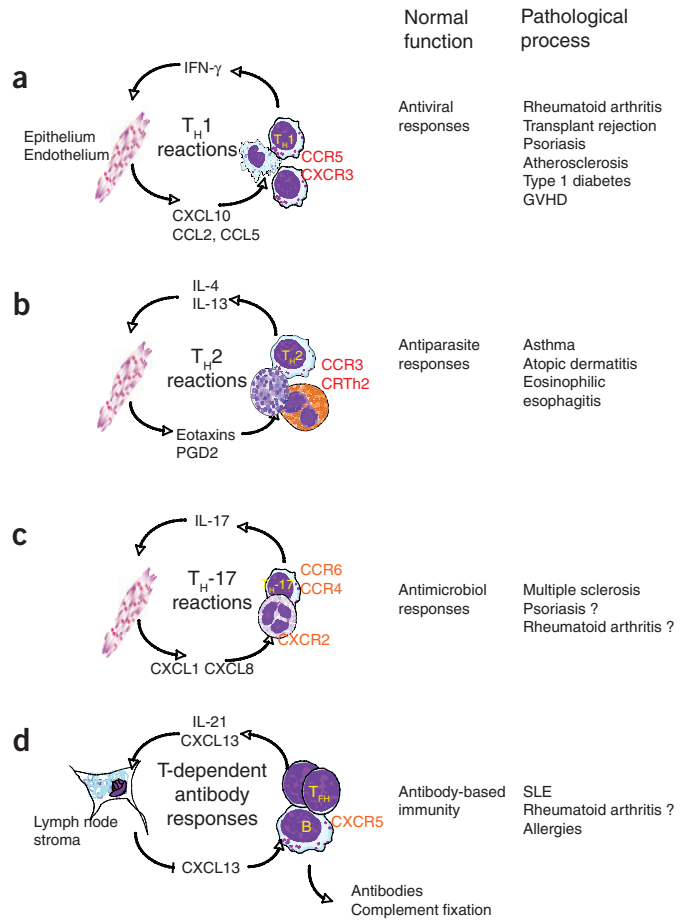 Normal function
Pathological process
a
IFN-γ
Epithelium
Endothelium
TH1
reactions
TH1
CCR5
CXCR3
CXCL10
CCL2, CCL5
Antiviral
responses
Rheumatoid arthritis
Transplant rejection
Psoriasis
Atherosclerosis
Type 1 diabetes
GVHD
b
IL-4
IL-13
TH2
reactions
TH2
CCR3
CRTh2
Eotaxins
PGD2
Antiparasite
responses
Asthma
Atopic dermatitis
Eosinophilic
esophagitis
c
IL-17
TH-17
reactions
TH-17
CCR6
CCR4
CXCR2
CXCL1 CXCL8
Antimicrobiol
responses
Multiple sclerosis
Psoriasis ?
Rheumatoid arthritis ?
d
IL-21
CXCL13
Lymph node
stroma
T-dependent
antibody
responses
TFH
B
CXCR5
CXCL13
Antibodies
Complement fixation
Antibody-based
immunity
SLE
Rheumatoid arthritis ?
Allergies